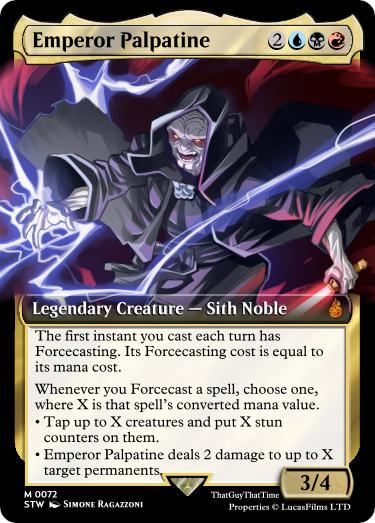 Emperor Palpatine 2
Legendary Creature — Sith Noble
The first instant you cast each turn has
Forcecasting. Its Forcecasting cost is equal to
its mana cost.
Whenever you Forcecast a spell, choose one,
where X is that spell's converted mana value.
• Tap up to X creatures and put X stun
counters on them.
• Emperor Palpatine deals 2 damage to up to X
target permanents.
3/4
M 0072
STW Simone Ragazzoni
ThatGuyThatTime
Properties © LucasFilms LTD